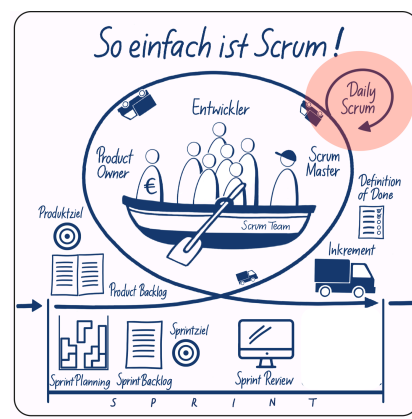 So einfach ist Scrum!
Daily
Scrum
Entwickler
Product
Owner
€
Scrum
Master
Definition
of Done
Produktziel
Scrum Team
Inkrement
Product Backlog
Sprintziel
Sprint Planning
Sprint Backlog
Sprint Review
SPRINT